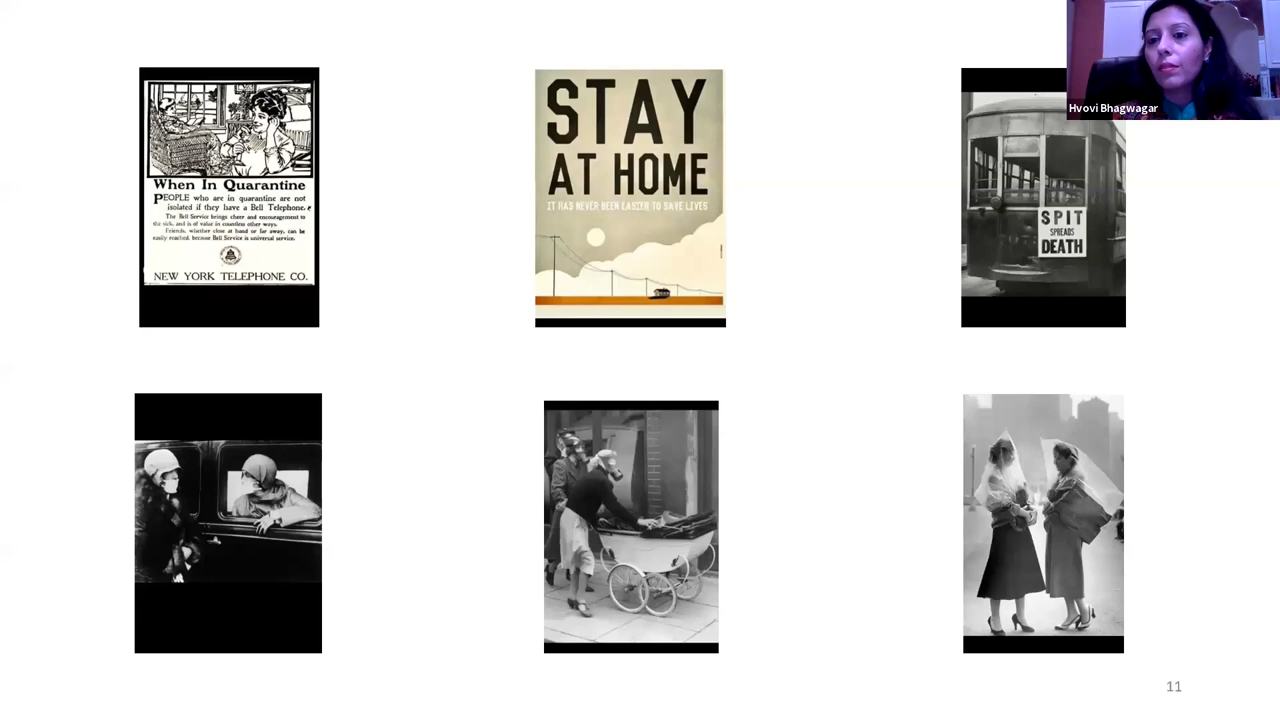 When In Quarantine
PEOPLE who are in quarantine are not
isolated if they have a Bell Telephone.
The Bell Service brings cheer and encouragement to
the sick, and is of value in countless other ways.
Friends, whether close at hand or far away, can be
easily reached, because Bell Service is universal service.
NEW YORK TELEPHONE CO.
STAY
AT HOME
IT HAS NEVER BEEN EASIER TO SAVE LIVES
SPIT
SPREADS
DEATH
Hvovi Bhagwagar
11